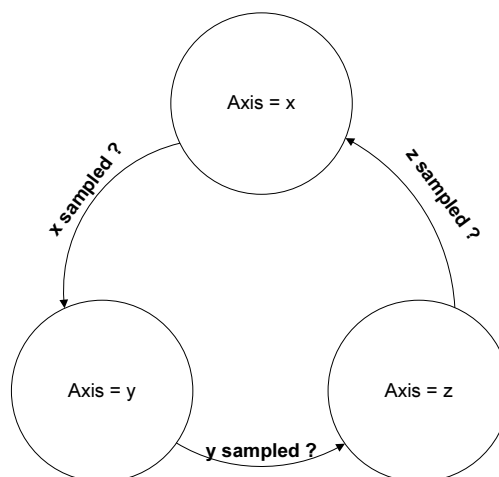 Axis = x
x sampled ?
z sampled ?
Axis = y
Axis = z
y sampled ?